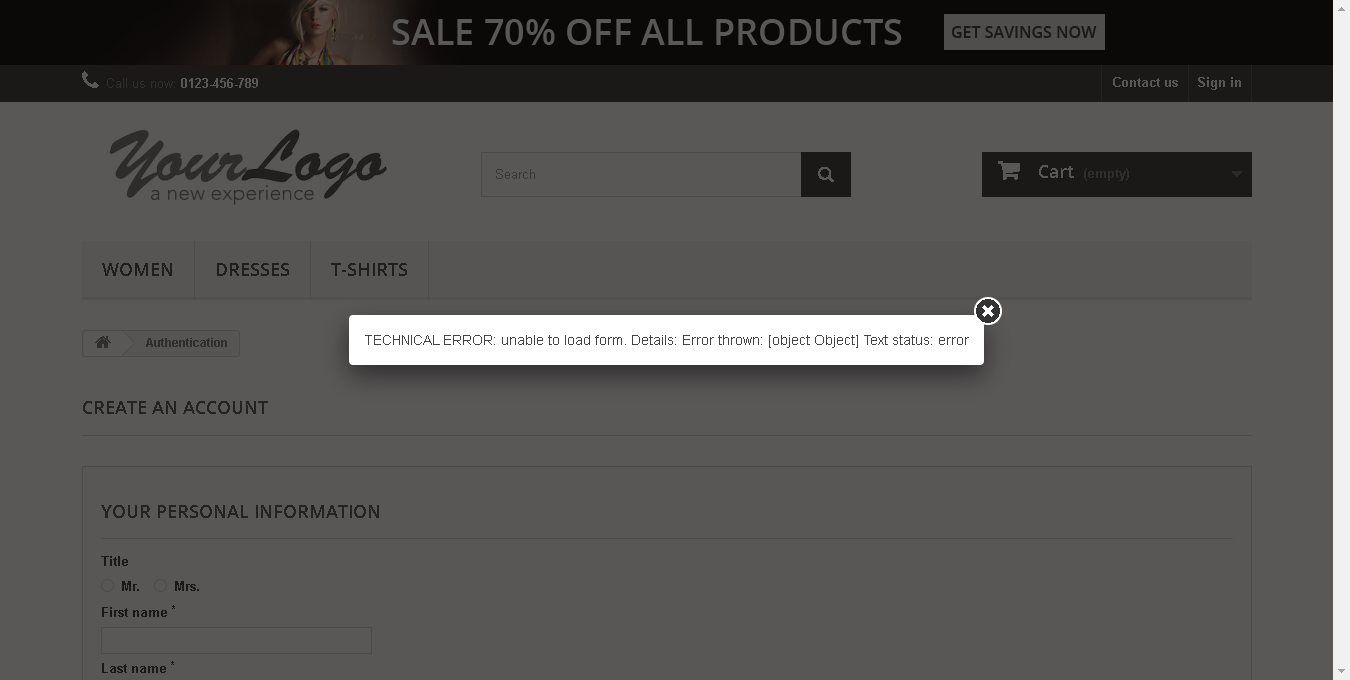 SALE 70% OFF ALL PRODUCTS GET SAVINGS NOW
Call us now: 0123-456-789 Contact us Sign in
YourLogo
a new experience
Search
Cart (empty)
WOMEN DRESSES T-SHIRTS
Authentication
TECHNICAL ERROR: unable to load form. Details: Error thrown: [object Object] Text status: error
CREATE AN ACCOUNT
YOUR PERSONAL INFORMATION
Title
Mr. Mrs.
First name *
Last name *